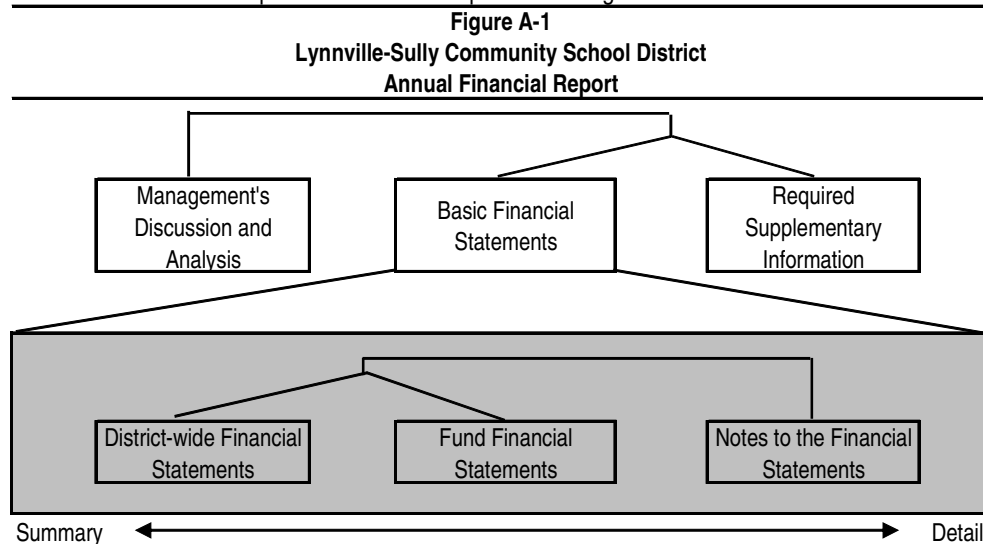 Figure A-1
Lynnville-Sully Community School District
Annual Financial Report
Management's
Discussion and
Analysis
Basic Financial
Statements
Required
Supplementary
Information
District-wide Financial
Statements
Fund Financial
Statements
Notes to the Financial
Statements
Summary
Detail